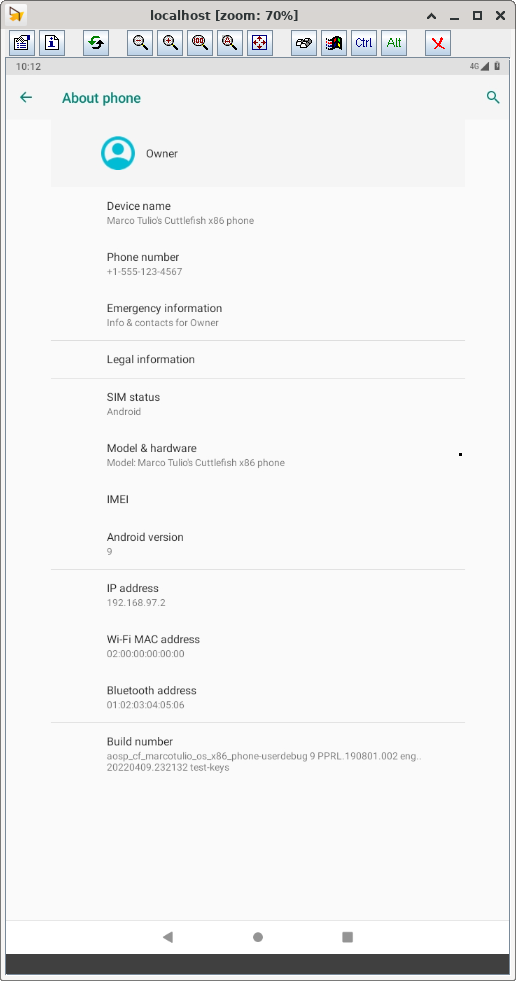 localhost [zoom: 70%]
Ctrl Alt
10:12 4G
About phone
Owner
Device name
Marco Tulio's Cuttlefish x86 phone
Phone number
+1-555-123-4567
Emergency information
Info & contacts for Owner
Legal information
SIM status
Android
Model & hardware
Model: Marco Tulio's Cuttlefish x86 phone
IMEI
Android version
9
IP address
192.168.97.2
Wi-Fi MAC address
02:00:00:00:00:00
Bluetooth address
01:02:03:04:05:06
Build number
aosp_cf_marcotulio_os_x86_phone-userdebug 9 PPRL.190801.002 eng..
20220409.232132 test-keys